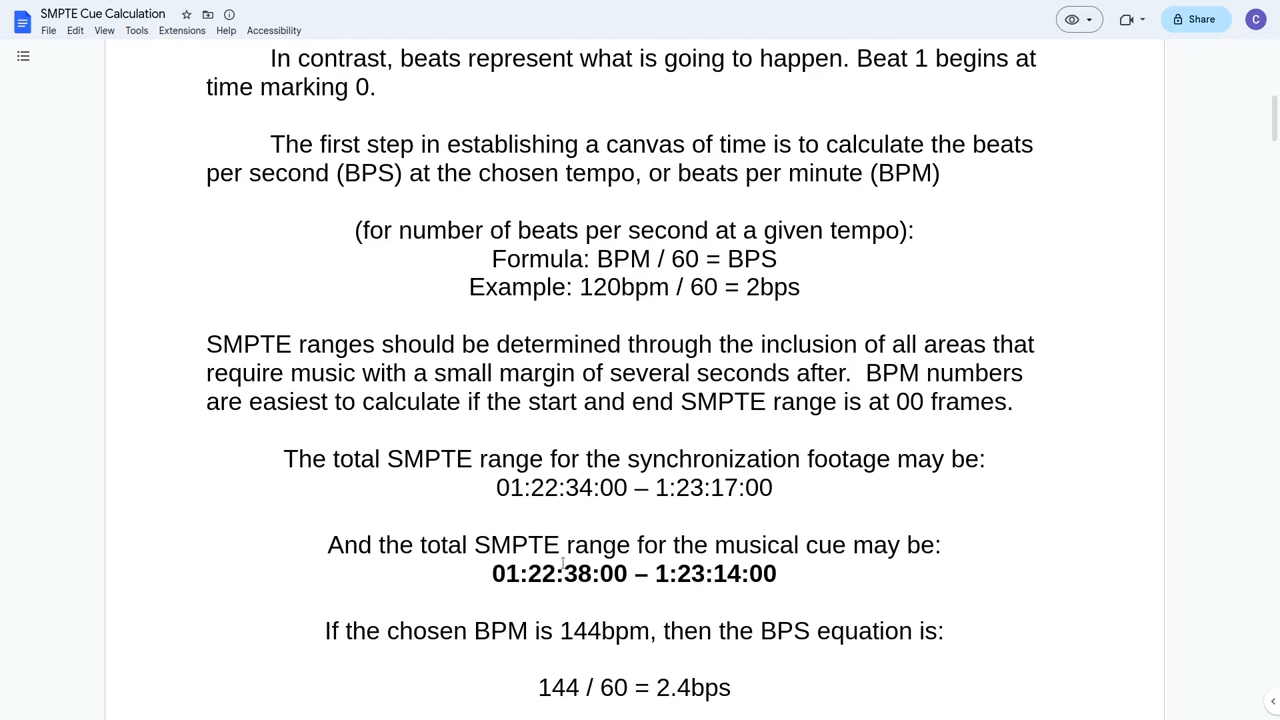 SMPTE Cue Calculation
File Edit View Tools Extensions Help Accessibility
Share
C
In contrast, beats represent what is going to happen. Beat 1 begins at
time marking 0.
The first step in establishing a canvas of time is to calculate the beats
per second (BPS) at the chosen tempo, or beats per minute (BPM)
(for number of beats per second at a given tempo):
Formula: BPM / 60 = BPS
Example: 120bpm / 60 = 2bps
SMPTE ranges should be determined through the inclusion of all areas that
require music with a small margin of several seconds after.  BPM numbers
are easiest to calculate if the start and end SMPTE range is at 00 frames.
The total SMPTE range for the synchronization footage may be:
01:22:34:00 – 1:23:17:00
And the total SMPTE range for the musical cue may be:
01:22:38:00 – 1:23:14:00
If the chosen BPM is 144bpm, then the BPS equation is:
144 / 60 = 2.4bps